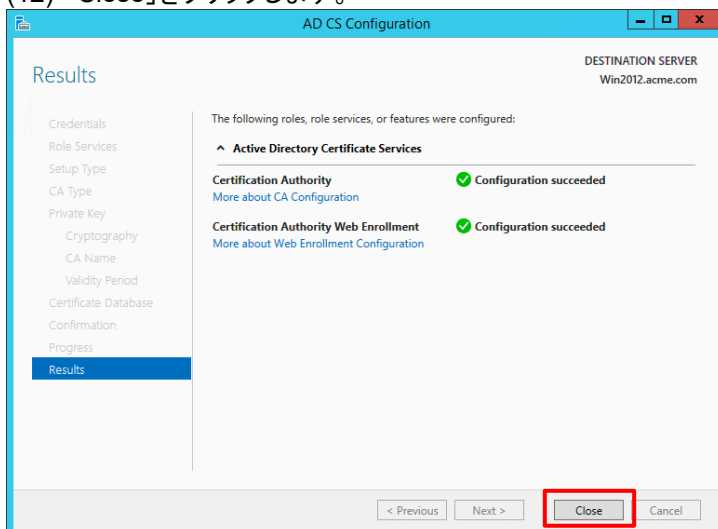 (12) 「Close」をクリックします。
AD CS Configuration
DESTINATION SERVER
Win2012.acme.com
Results
Credentials
Role Services
Setup Type
CA Type
Private Key
Cryptography
CA Name
Validity Period
Certificate Database
Confirmation
Progress
Results
The following roles, role services, or features were configured:
Active Directory Certificate Services
Certification Authority
Configuration succeeded
More about CA Configuration
Certification Authority Web Enrollment
Configuration succeeded
More about Web Enrollment Configuration
< Previous
Next >
Close
Cancel